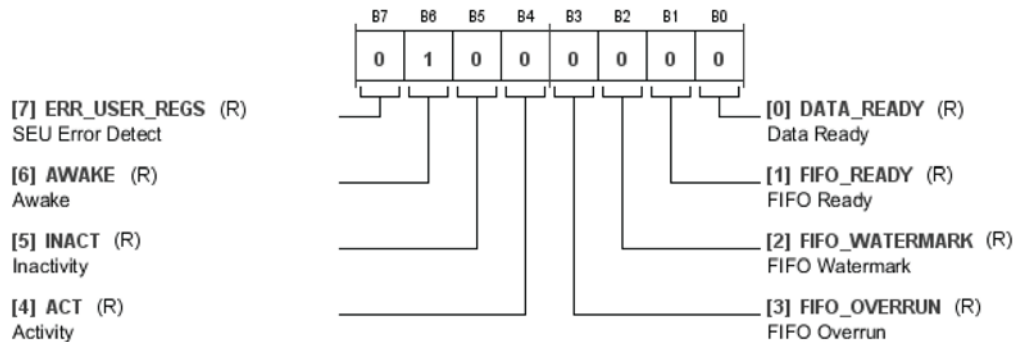 B7 B6 B5 B4 B3 B2 B1 B0
0 1 0 0 0 0 0 0
[7] ERR_USER_REGS (R)
SEU Error Detect
[6] AWAKE (R)
Awake
[5] INACT (R)
Inactivity
[4] ACT (R)
Activity
[0] DATA_READY (R)
Data Ready
[1] FIFO_READY (R)
FIFO Ready
[2] FIFO_WATERMARK (R)
FIFO Watermark
[3] FIFO_OVERRUN (R)
FIFO Overrun